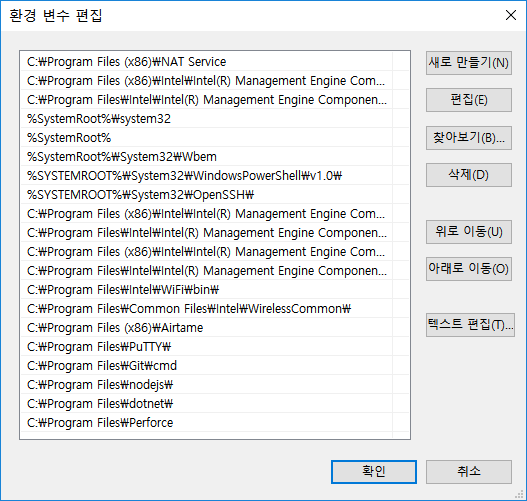 환경 변수 편집
C:₩Program Files (x86)₩NAT Service
C:₩Program Files (x86)₩Intel₩Intel(R) Management Engine Com...
C:₩Program Files₩Intel₩Intel(R) Management Engine Componen...
%SystemRoot%₩system32
%SystemRoot%
%SystemRoot%₩System32₩Wbem
%SYSTEMROOT%₩System32₩WindowsPowerShell₩v1.0₩
%SYSTEMROOT%₩System32₩OpenSSH₩
C:₩Program Files (x86)₩Intel₩Intel(R) Management Engine Com...
C:₩Program Files₩Intel₩Intel(R) Management Engine Componen...
C:₩Program Files (x86)₩Intel₩Intel(R) Management Engine Com...
C:₩Program Files₩Intel₩Intel(R) Management Engine Componen...
C:₩Program Files₩Intel₩WiFi₩bin₩
C:₩Program Files₩Common Files₩Intel₩WirelessCommon₩
C:₩Program Files (x86)₩Airtame
C:₩Program Files₩PuTTY₩
C:₩Program Files₩Git₩cmd
C:₩Program Files₩nodejs₩
C:₩Program Files₩dotnet₩
C:₩Program Files₩Perforce
새로 만들기(N)
편집(E)
찾아보기(B)...
삭제(D)
위로 이동(U)
아래로 이동(O)
텍스트 편집(T)...
확인
취소